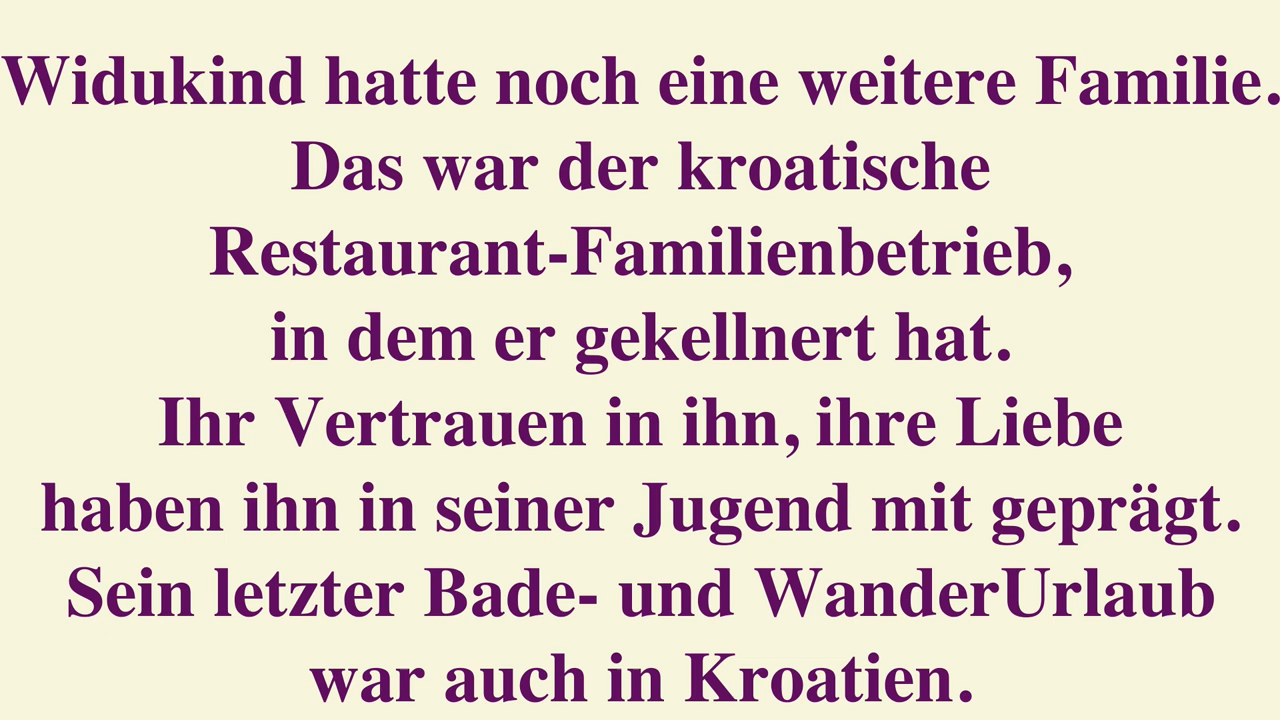 Widukind hatte noch eine weitere Familie.
Das war der kroatische
Restaurant-Familienbetrieb,
in dem er gekellnert hat.
Ihr Vertrauen in ihn, ihre Liebe
haben ihn in seiner Jugend mit geprägt.
Sein letzter Bade- und WanderUrlaub
war auch in Kroatien.